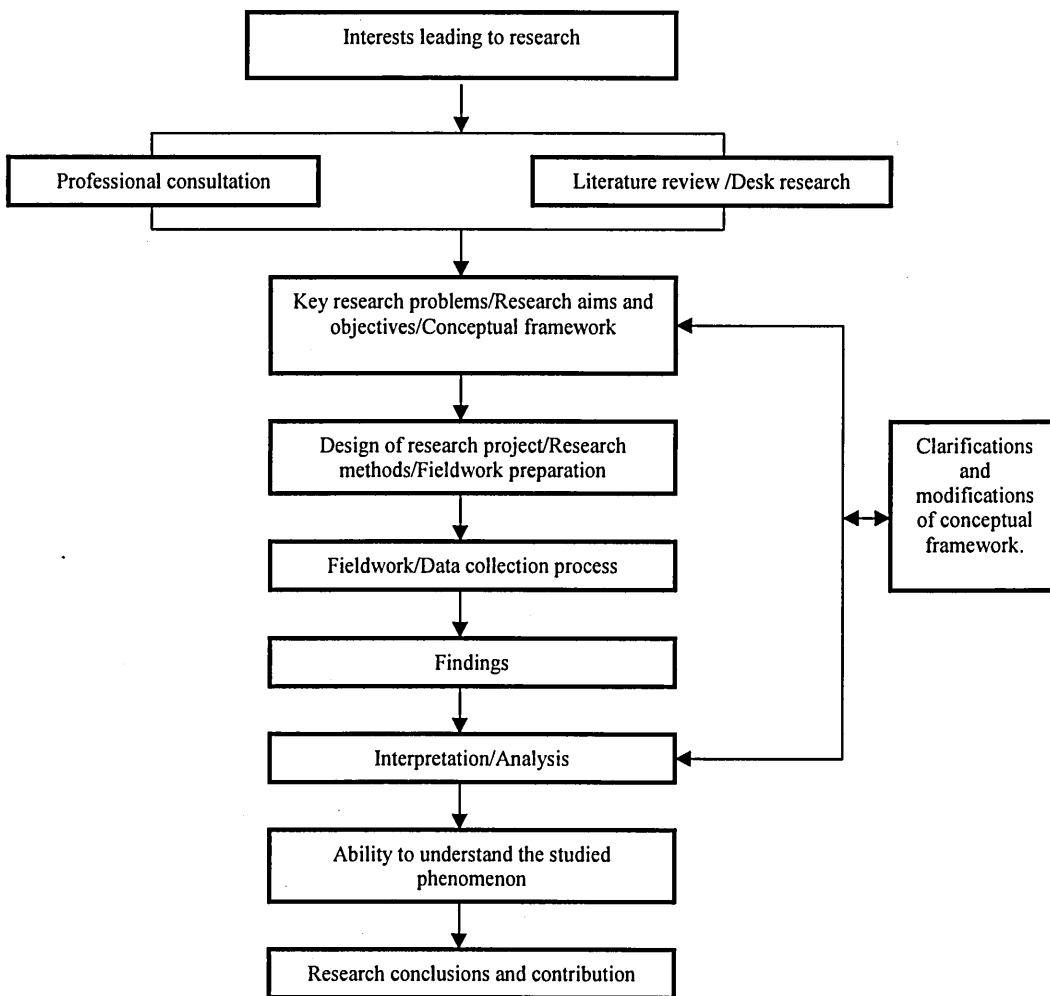 Interests leading to research
Professional consultation
Literature review /Desk research
Key research problems/Research aims and
objectives/Conceptual framework
Design of research project/Research
methods/Fieldwork preparation
Clarifications
and
modifications
of conceptual
framework.
Fieldwork/Data collection process
Findings
Interpretation/Analysis
Ability to understand the studied
phenomenon
Research conclusions and contribution